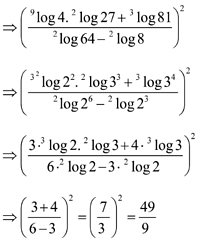 ⇒ (⁹log 4. ²log 27 + ³log 81 / ²log 64 − ²log 8)²
⇒ (^(3²)log 2². ²log 3³ + ³log 3⁴ / ²log 2⁶ − ²log 2³)²
⇒ (3·³log 2. ²log 3 + 4·³log 3 / 6·²log 2 − 3·²log 2)²
⇒ (3+4 / 6−3)² = (7/3)² = 49/9